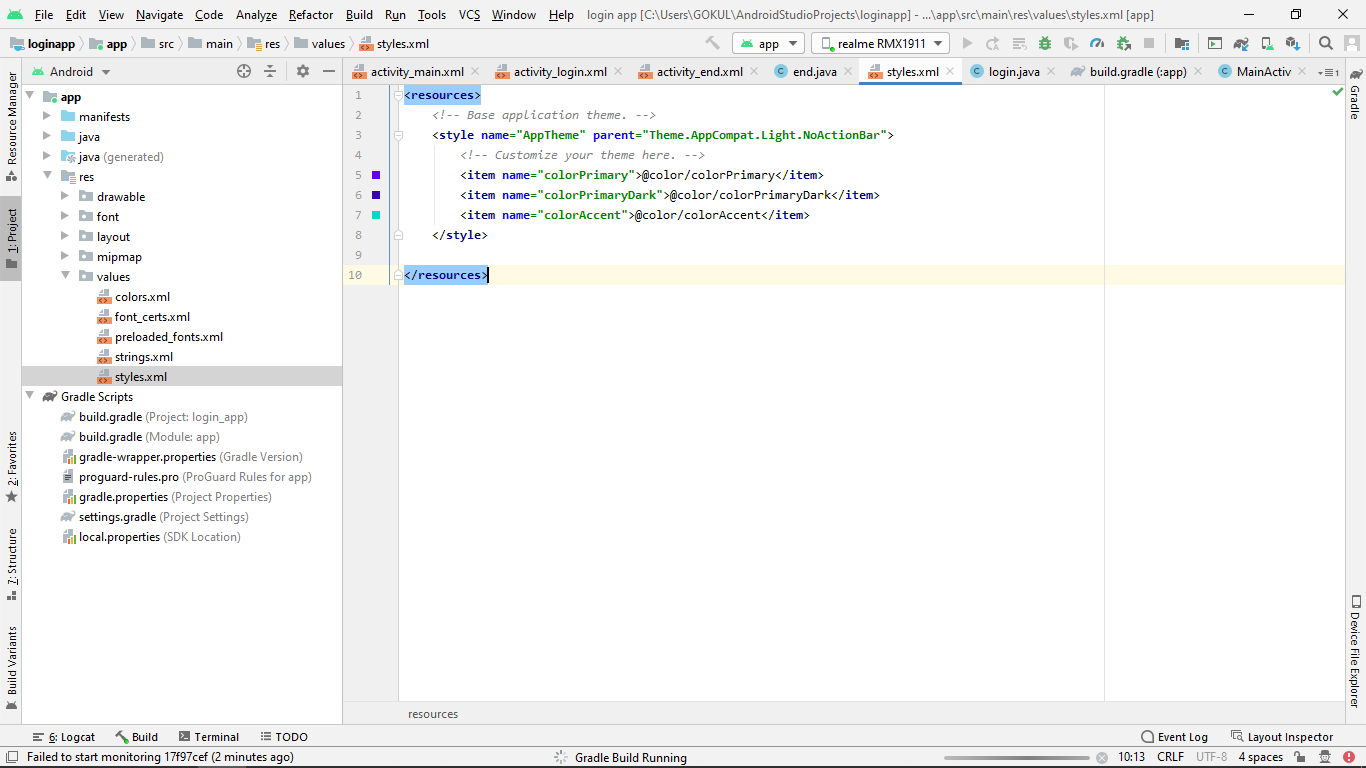 File Edit View Navigate Code Analyze Refactor Build Run Tools VCS Window Help login app [C:\Users\GOKUL\AndroidStudioProjects\loginapp] - ...\app\src\main\res\values\styles.xml [app]
loginapp app src main res values styles.xml app realme RMX1911
Android activity_main.xml activity_login.xml activity_end.xml end.java styles.xml login.java build.gradle (:app) MainActiv
Resource Manager
1: Project
2: Favorites
7: Structure
Build Variants
app
manifests
java
java (generated)
res
drawable
font
layout
mipmap
values
colors.xml
font_certs.xml
preloaded_fonts.xml
strings.xml
styles.xml
Gradle Scripts
build.gradle (Project: login_app)
build.gradle (Module: app)
gradle-wrapper.properties (Gradle Version)
proguard-rules.pro (ProGuard Rules for app)
gradle.properties (Project Properties)
settings.gradle (Project Settings)
local.properties (SDK Location)
1 <resources>
2 <!-- Base application theme. -->
3 <style name="AppTheme" parent="Theme.AppCompat.Light.NoActionBar">
4 <!-- Customize your theme here. -->
5 <item name="colorPrimary">@color/colorPrimary</item>
6 <item name="colorPrimaryDark">@color/colorPrimaryDark</item>
7 <item name="colorAccent">@color/colorAccent</item>
8 </style>
9
10 </resources>
resources
Gradle
Device File Explorer
6: Logcat Build Terminal TODO Event Log Layout Inspector
Failed to start monitoring 17f97cef (2 minutes ago) Gradle Build Running 10:13 CRLF UTF-8 4 spaces